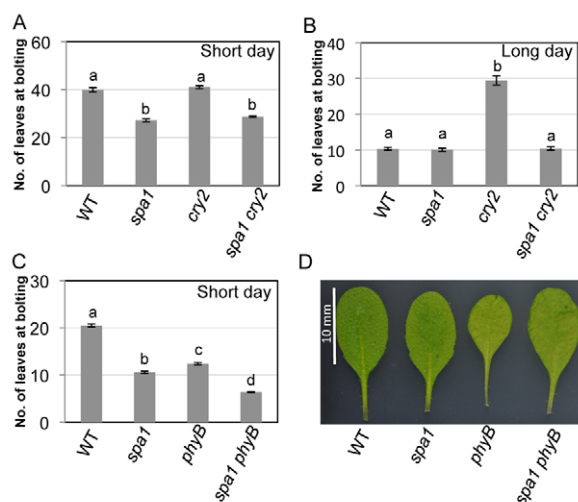 A
Short day
No. of leaves at bolting
60
40
20
0
a
b
a
b
WT
spa1
cry2
spa1 cry2
B
Long day
No. of leaves at bolting
40
30
20
10
0
a
a
b
a
WT
spa1
cry2
spa1 cry2
C
Short day
No. of leaves at bolting
30
20
10
0
a
b
c
d
WT
spa1
phyB
spa1 phyB
D
10 mm
WT
spa1
phyB
spa1 phyB